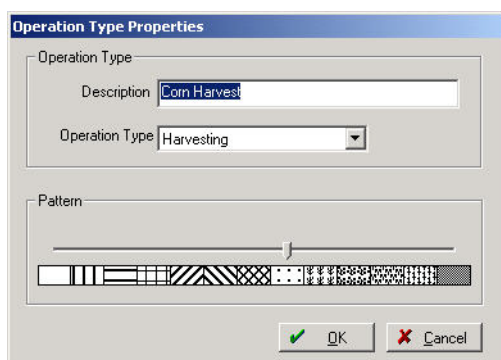 Operation Type Properties
Operation Type
Description Corn Harvest
Operation Type Harvesting
Pattern
OK Cancel